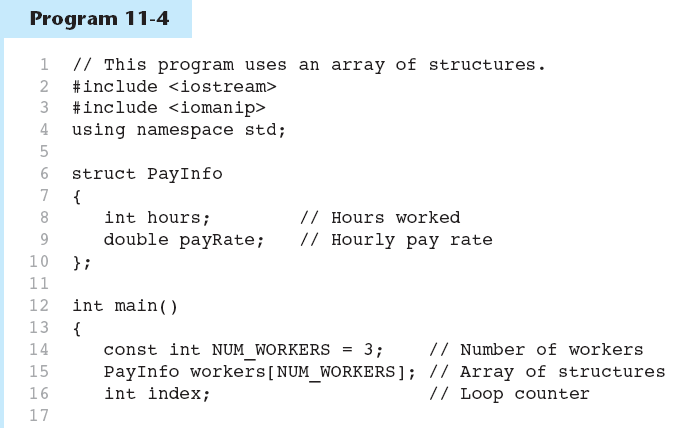 Program 11-4
1 // This program uses an array of structures.
2 #include <iostream>
3 #include <iomanip>
4 using namespace std;
5
6 struct PayInfo
7 {
8 int hours; // Hours worked
9 double payRate; // Hourly pay rate
10 };
11
12 int main()
13 {
14 const int NUM_WORKERS = 3; // Number of workers
15 PayInfo workers[NUM_WORKERS]; // Array of structures
16 int index; // Loop counter
17